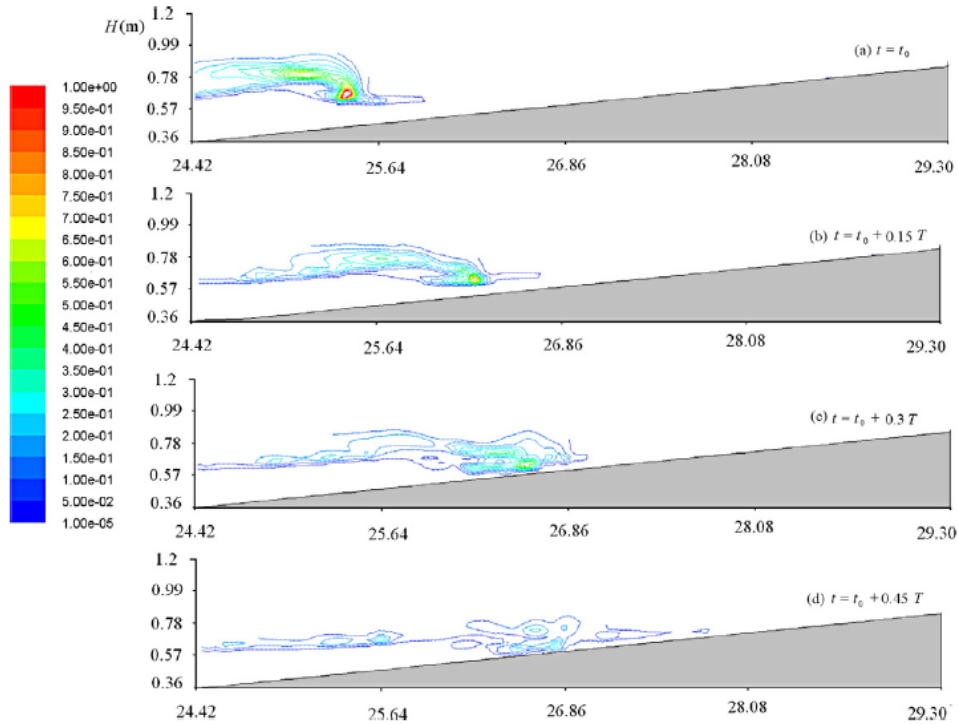 H(m)
1.2
0.99
0.78
0.57
0.36
(a) t = t₀
24.42 25.64 26.86 28.08 29.30
1.00e+00
9.50e-01
9.00e-01
8.50e-01
8.00e-01
7.50e-01
7.00e-01
6.50e-01
6.00e-01
5.50e-01
5.00e-01
4.50e-01
4.00e-01
3.50e-01
3.00e-01
2.50e-01
2.00e-01
1.50e-01
1.00e-01
5.00e-02
1.00e-05
1.2
0.99
0.78
0.57
0.36
(b) t = t₀ + 0.15 T
24.42 25.64 26.86 28.08 29.30
1.2
0.99
0.78
0.57
0.36
(c) t = t₀ + 0.3 T
24.42 25.64 26.86 28.08 29.30
1.2
0.99
0.78
0.57
0.36
(d) t = t₀ + 0.45 T
24.42 25.64 26.86 28.08 29.30